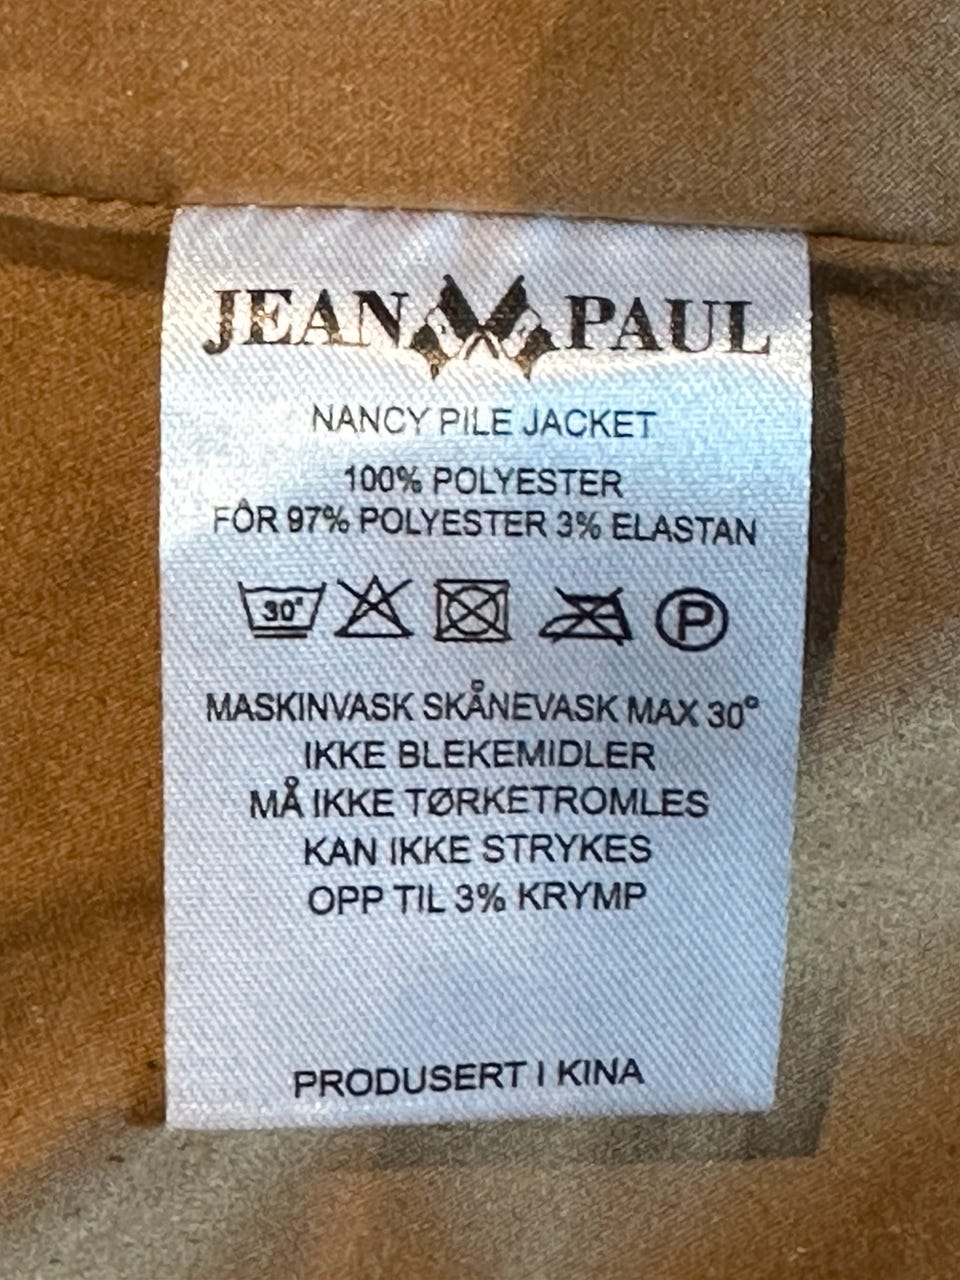 JEAN PAUL
NANCY PILE JACKET
100% POLYESTER
FÔR 97% POLYESTER 3% ELASTAN
30°
P
MASKINVASK SKÅNEVASK MAX 30°
IKKE BLEKEMIDLER
MÅ IKKE TØRKETROMLES
KAN IKKE STRYKES
OPP TIL 3% KRYMP
PRODUSERT I KINA